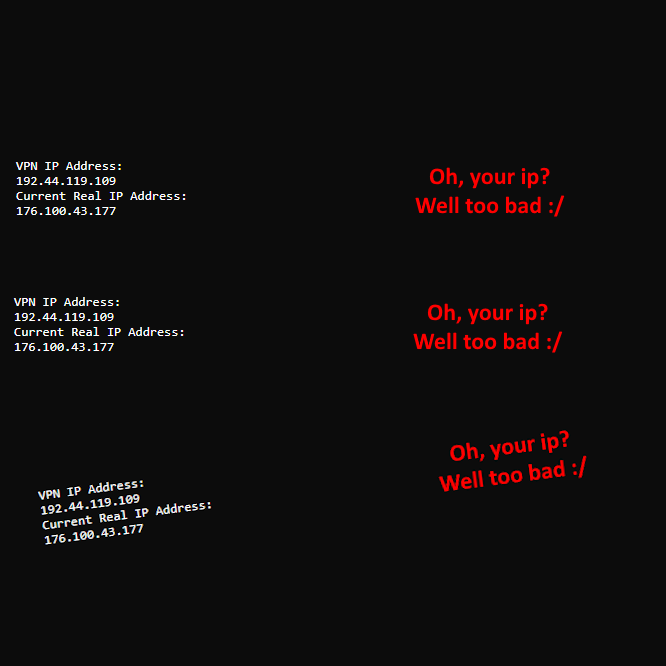 VPN IP Address:
192.44.119.109
Current Real IP Address:
176.100.43.177
Oh, your ip?
Well too bad :/
VPN IP Address:
192.44.119.109
Current Real IP Address:
176.100.43.177
Oh, your ip?
Well too bad :/
VPN IP Address:
192.44.119.109
Current Real IP Address:
176.100.43.177
Oh, your ip?
Well too bad :/